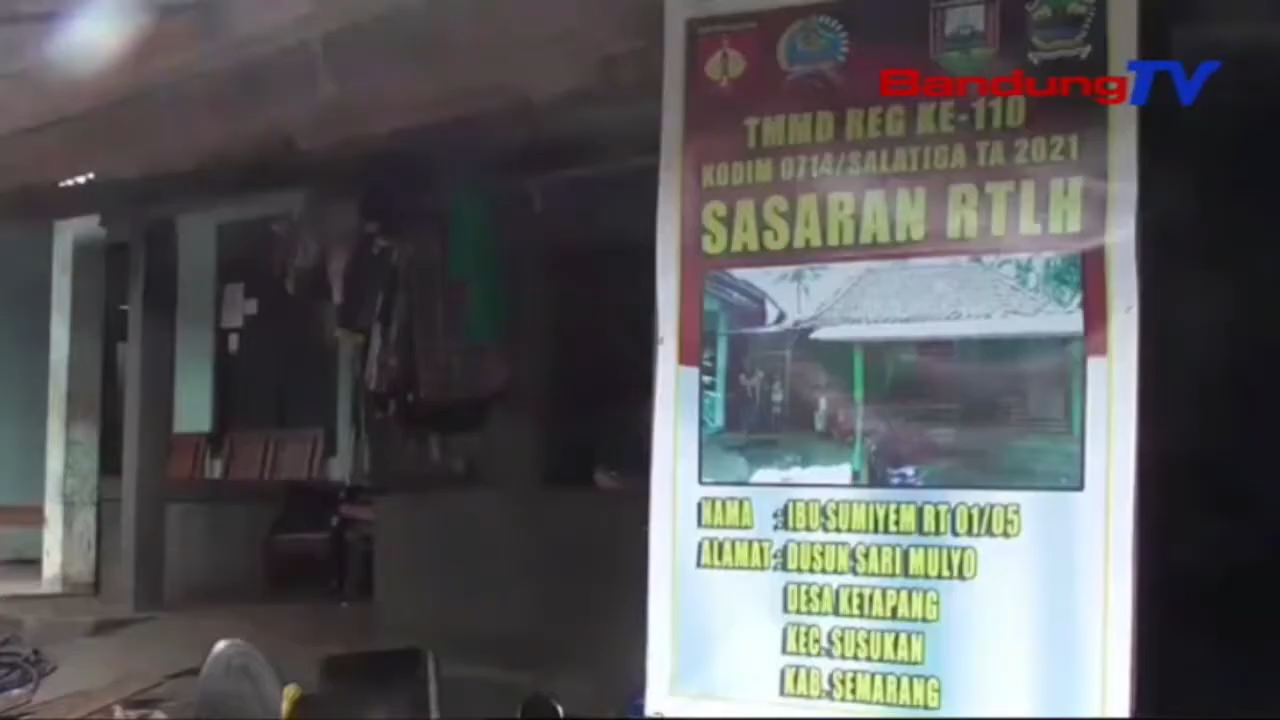 BandungTV
TMMD REG KE-110
KODIM 0714/SALATIGA TA 2021
SASARAN RTLH
NAMA : IBU SUMIYEM RT 01/05
ALAMAT : DUSUN SARI MULYO
DESA KETAPANG
KEC. SUSUKAN
KAB. SEMARANG